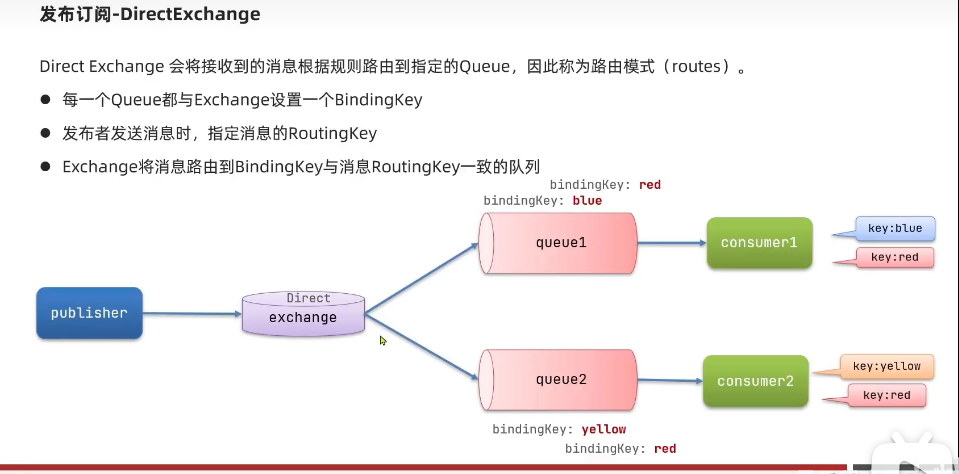 发布订阅-DirectExchange
Direct Exchange 会将接收到的消息根据规则路由到指定的Queue，因此称为路由模式（routes）。
● 每一个Queue都与Exchange设置一个BindingKey
● 发布者发送消息时，指定消息的RoutingKey
● Exchange将消息路由到BindingKey与消息RoutingKey一致的队列
bindingKey: red
bindingKey: blue
queue1
consumer1
key:blue
key:red
publisher
Direct
exchange
queue2
consumer2
key:yellow
key:red
bindingKey: yellow
bindingKey: red